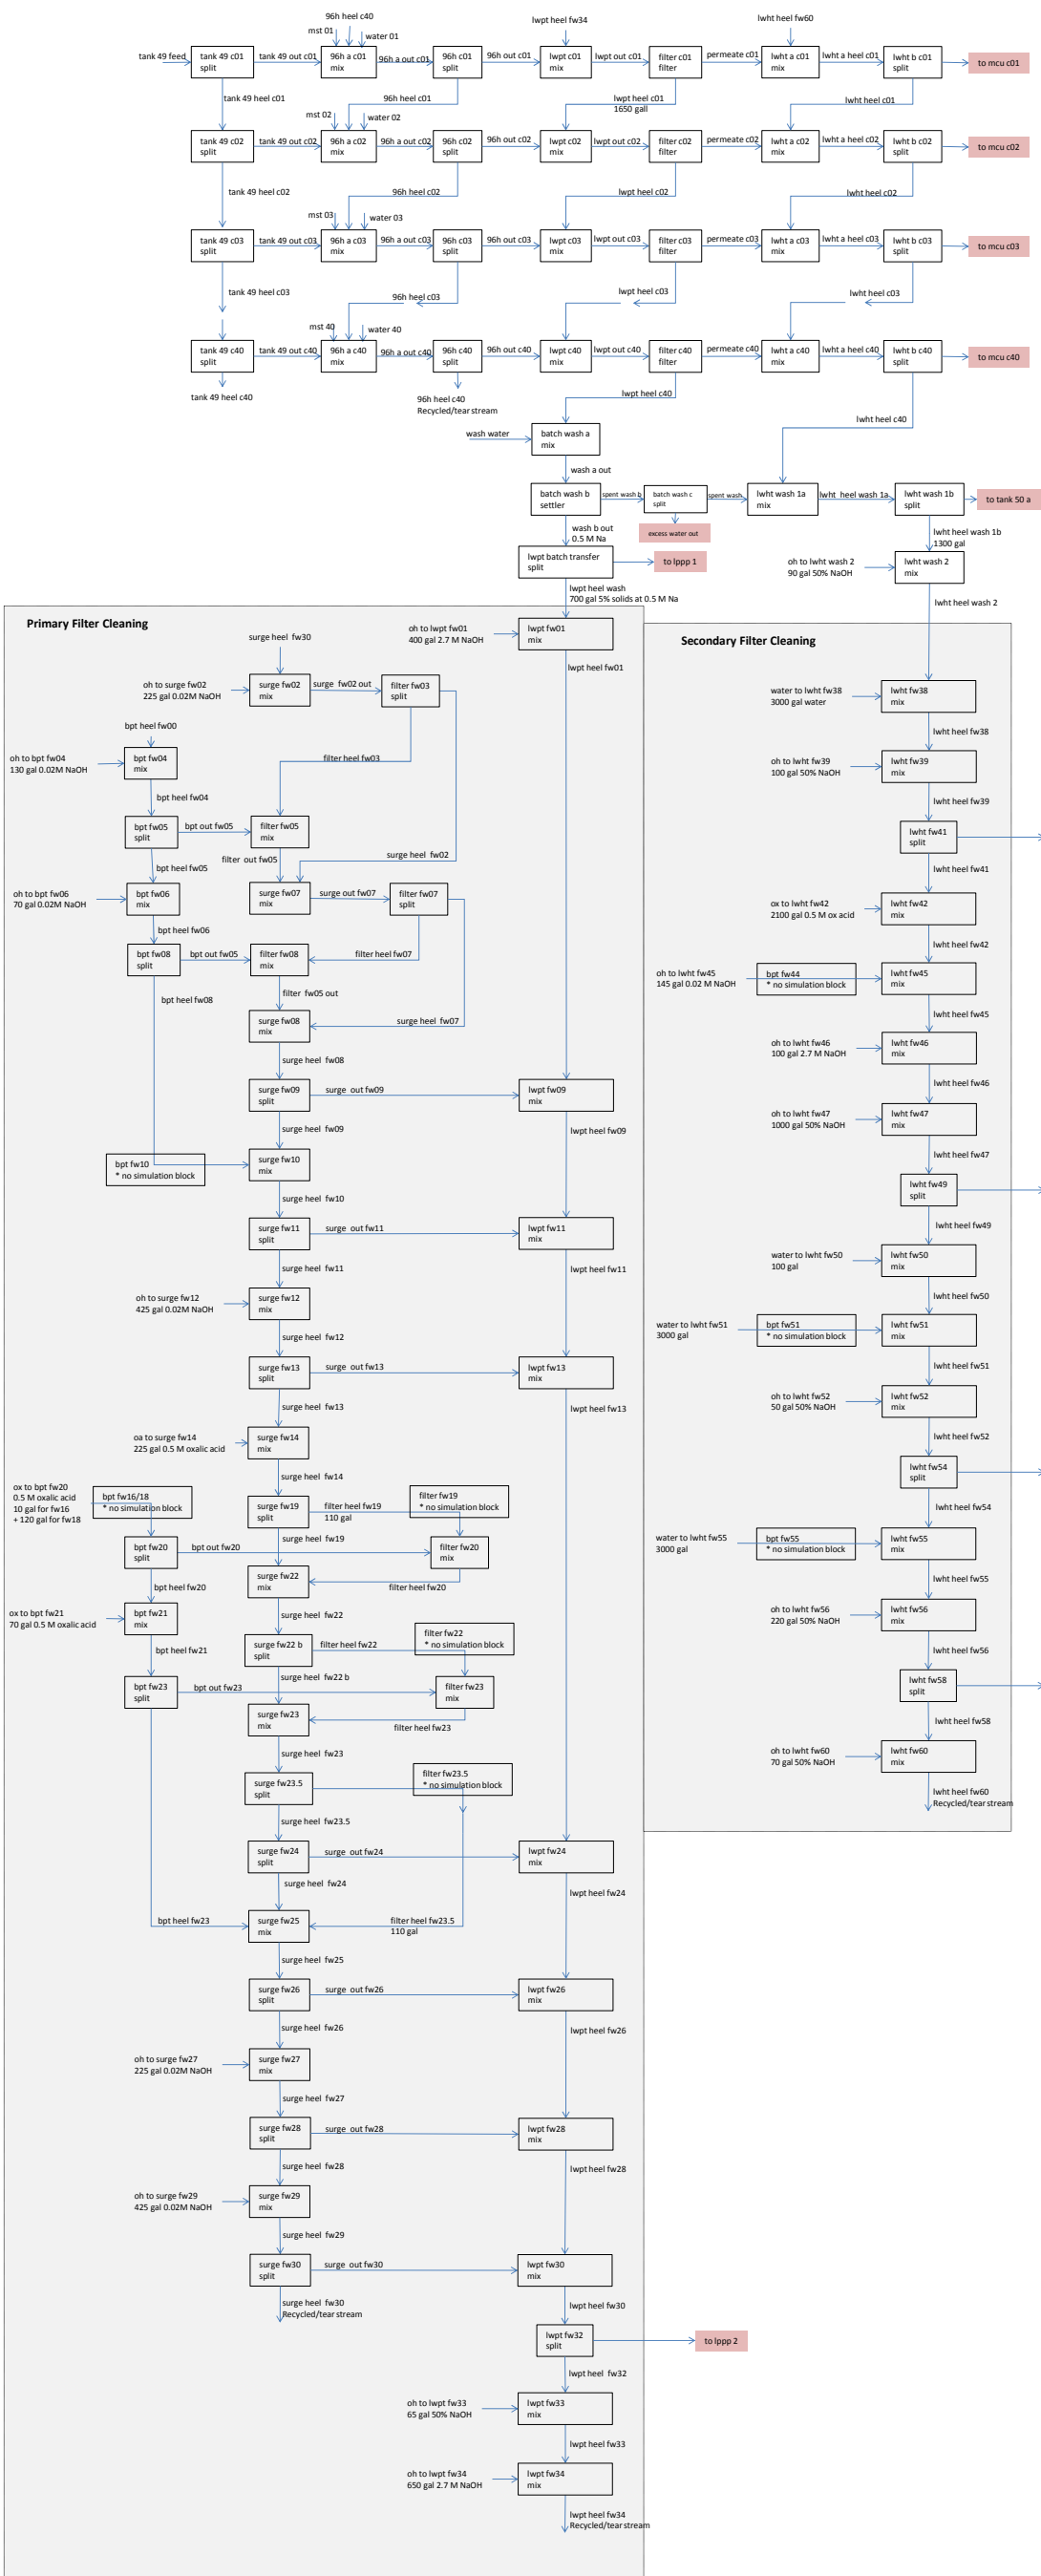 96h heel c40
lwpt heel fw34
lwht heel fw60
mst 01
water 01
tank 49 feed
tank 49 c01
split
tank 49 out c01
96h a c01
mix
96h a out c01
96h c01
split
96h out c01
lwpt c01
mix
lwpt out c01
filter c01
filter
permeate c01
lwht a c01
mix
lwht a heel c01
lwht b c01
split
to mcu c01
tank 49 heel c01
96h heel c01
lwpt heel c01
1650 gall
lwht heel c01
mst 02
water 02
tank 49 c02
split
tank 49 out c02
96h a c02
mix
96h a out c02
96h c02
split
96h out c02
lwpt c02
mix
lwpt out c02
filter c02
filter
permeate c02
lwht a c02
mix
lwht a heel c02
lwht b c02
split
to mcu c02
tank 49 heel c02
96h heel c02
lwpt heel c02
lwht heel c02
mst 03
water 03
tank 49 c03
split
tank 49 out c03
96h a c03
mix
96h a out c03
96h c03
split
96h out c03
lwpt c03
mix
lwpt out c03
filter c03
filter
permeate c03
lwht a c03
mix
lwht a heel c03
lwht b c03
split
to mcu c03
tank 49 heel c03
96h heel c03
lwpt heel c03
lwht heel c03
mst 40
water 40
tank 49 c40
split
tank 49 out c40
96h a c40
mix
96h a out c40
96h c40
split
96h out c40
lwpt c40
mix
lwpt out c40
filter c40
filter
permeate c40
lwht a c40
mix
lwht a heel c40
lwht b c40
split
to mcu c40
tank 49 heel c40
96h heel c40
Recycled/tear stream
lwpt heel c40
lwht heel c40
wash water
batch wash a
mix
wash a out
batch wash b
settler
spent wash b
batch wash c
split
spent wash
lwht wash 1a
mix
lwht heel wash 1a
lwht wash 1b
split
to tank 50 a
wash b out
0.5 M Na
excess water out
lwht heel wash 1b
1300 gal
lwpt batch transfer
split
to lppp 1
oh to lwht wash 2
90 gal 50% NaOH
lwht wash 2
mix
lwpt heel wash
700 gal 5% solids at 0.5 M Na
lwht heel wash 2
Primary Filter Cleaning
oh to lwpt fw01
400 gal 2.7 M NaOH
lwpt fw01
mix
lwpt heel fw01
surge heel fw30
oh to surge fw02
225 gal 0.02M NaOH
surge fw02
mix
surge fw02 out
filter fw03
split
bpt heel fw00
oh to bpt fw04
130 gal 0.02M NaOH
bpt fw04
mix
filter heel fw03
bpt heel fw04
bpt fw05
split
bpt out fw05
filter fw05
mix
bpt heel fw05
filter out fw05
surge heel fw02
oh to bpt fw06
70 gal 0.02M NaOH
bpt fw06
mix
surge fw07
mix
surge out fw07
filter fw07
split
bpt heel fw06
bpt fw08
split
bpt out fw05
filter fw08
mix
filter heel fw07
bpt heel fw08
filter fw05 out
surge fw08
mix
surge heel fw07
surge heel fw08
surge fw09
split
surge out fw09
lwpt fw09
mix
surge heel fw09
lwpt heel fw09
bpt fw10
* no simulation block
surge fw10
mix
surge heel fw10
surge fw11
split
surge out fw11
lwpt fw11
mix
surge heel fw11
lwpt heel fw11
oh to surge fw12
425 gal 0.02M NaOH
surge fw12
mix
surge heel fw12
surge fw13
split
surge out fw13
lwpt fw13
mix
surge heel fw13
lwpt heel fw13
oa to surge fw14
225 gal 0.5 M oxalic acid
surge fw14
mix
surge heel fw14
ox to bpt fw20
0.5 M oxalic acid
10 gal for fw16
+ 120 gal for fw18
bpt fw16/18
* no simulation block
surge fw19
split
filter heel fw19
110 gal
filter fw19
* no simulation block
surge heel fw19
bpt fw20
split
bpt out fw20
filter fw20
mix
bpt heel fw20
surge fw22
mix
filter heel fw20
ox to bpt fw21
70 gal 0.5 M oxalic acid
bpt fw21
mix
surge heel fw22
bpt heel fw21
surge fw22 b
split
filter heel fw22
filter fw22
* no simulation block
surge heel fw22 b
bpt fw23
split
bpt out fw23
filter fw23
mix
surge fw23
mix
filter heel fw23
surge heel fw23
surge fw23.5
split
filter fw23.5
* no simulation block
surge heel fw23.5
surge fw24
split
surge out fw24
lwpt fw24
mix
surge heel fw24
lwpt heel fw24
bpt heel fw23
surge fw25
mix
filter heel fw23.5
110 gal
surge heel fw25
surge fw26
split
surge out fw26
lwpt fw26
mix
surge heel fw26
lwpt heel fw26
oh to surge fw27
225 gal 0.02M NaOH
surge fw27
mix
surge heel fw27
surge fw28
split
surge out fw28
lwpt fw28
mix
surge heel fw28
lwpt heel fw28
oh to surge fw29
425 gal 0.02M NaOH
surge fw29
mix
surge heel fw29
surge fw30
split
surge out fw30
lwpt fw30
mix
surge heel fw30
Recycled/tear stream
lwpt heel fw30
lwpt fw32
split
to lppp 2
lwpt heel fw32
oh to lwpt fw33
65 gal 50% NaOH
lwpt fw33
mix
lwpt heel fw33
oh to lwpt fw34
650 gal 2.7 M NaOH
lwpt fw34
mix
lwpt heel fw34
Recycled/tear stream
Secondary Filter Cleaning
water to lwht fw38
3000 gal water
lwht fw38
mix
lwht heel fw38
oh to lwht fw39
100 gal 50% NaOH
lwht fw39
mix
lwht heel fw39
lwht fw41
split
lwht heel fw41
ox to lwht fw42
2100 gal 0.5 M ox acid
lwht fw42
mix
lwht heel fw42
oh to lwht fw45
145 gal 0.02 M NaOH
bpt fw44
* no simulation block
lwht fw45
mix
lwht heel fw45
oh to lwht fw46
100 gal 2.7 M NaOH
lwht fw46
mix
lwht heel fw46
oh to lwht fw47
1000 gal 50% NaOH
lwht fw47
mix
lwht heel fw47
lwht fw49
split
lwht heel fw49
water to lwht fw50
100 gal
lwht fw50
mix
lwht heel fw50
water to lwht fw51
3000 gal
bpt fw51
* no simulation block
lwht fw51
mix
lwht heel fw51
oh to lwht fw52
50 gal 50% NaOH
lwht fw52
mix
lwht heel fw52
lwht fw54
split
lwht heel fw54
water to lwht fw55
3000 gal
bpt fw55
* no simulation block
lwht fw55
mix
lwht heel fw55
oh to lwht fw56
220 gal 50% NaOH
lwht fw56
mix
lwht heel fw56
lwht fw58
split
lwht heel fw58
oh to lwht fw60
70 gal 50% NaOH
lwht fw60
mix
lwht heel fw60
Recycled/tear stream